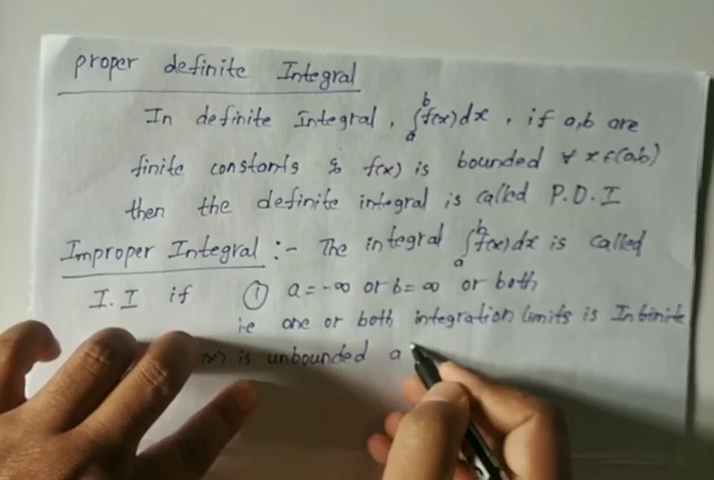 proper definite Integral
In definite Integral, ∫ₐᵇ f(x)dx, if a,b are
finite constants & f(x) is bounded ∀ x ∈ (a,b)
then the definite integral is called P.D.I
Improper Integral :- The integral ∫ₐᵇ f(x)dx is called
I.I if ① a = -∞ or b = ∞ or both
i.e one or both integration limits is Infinite
(x) is unbounded a